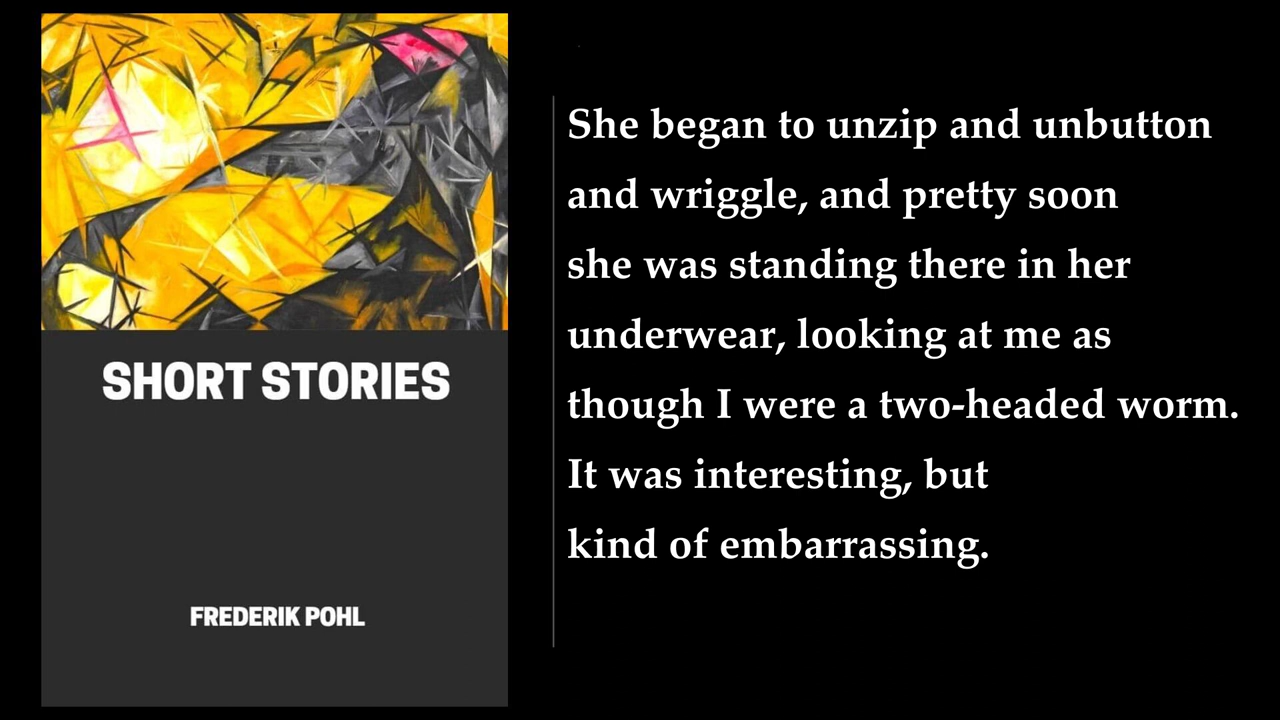 SHORT STORIES
FREDERIK POHL
She began to unzip and unbutton
and wriggle, and pretty soon
she was standing there in her
underwear, looking at me as
though I were a two-headed worm.
It was interesting, but
kind of embarrassing.